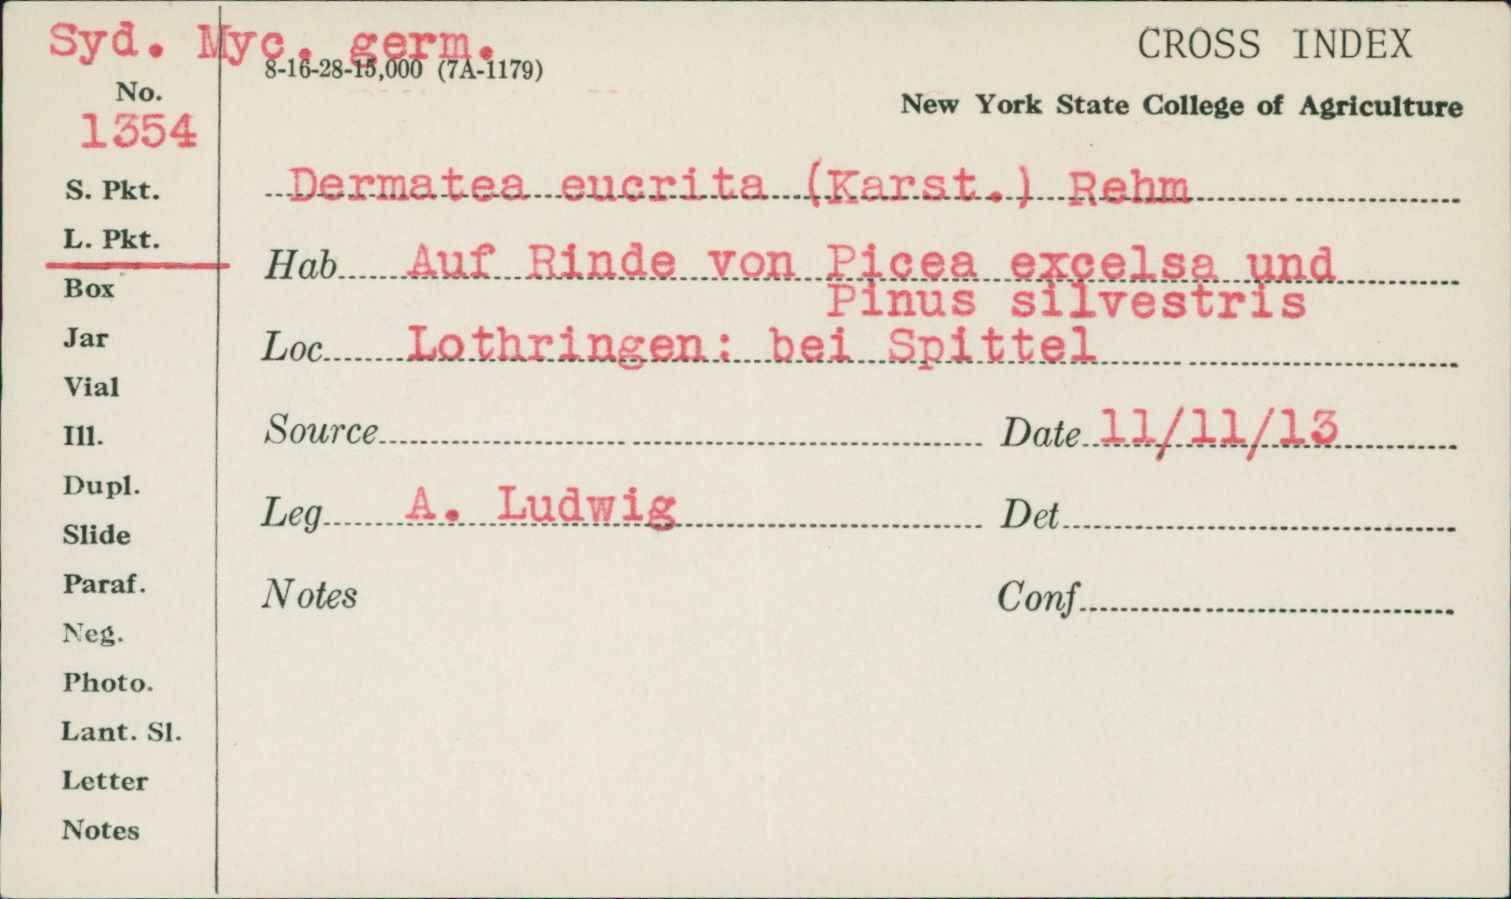 Syd. Myc. germ.
8-16-28-15,000 (7A-1179)
CROSS INDEX
No.
1354
New York State College of Agriculture
S. Pkt.
Dermatea eucrita (Karst.) Rehm
L. Pkt.
Hab Auf Rinde von Picea excelsa und
Pinus silvestris
Box
Jar
Loc Lothringen: bei Spittel
Vial
Ill.
Source Date 11/11/13
Dupl.
Leg A. Ludwig Det
Slide
Paraf.
Notes Conf
Neg.
Photo.
Lant. Sl.
Letter
Notes